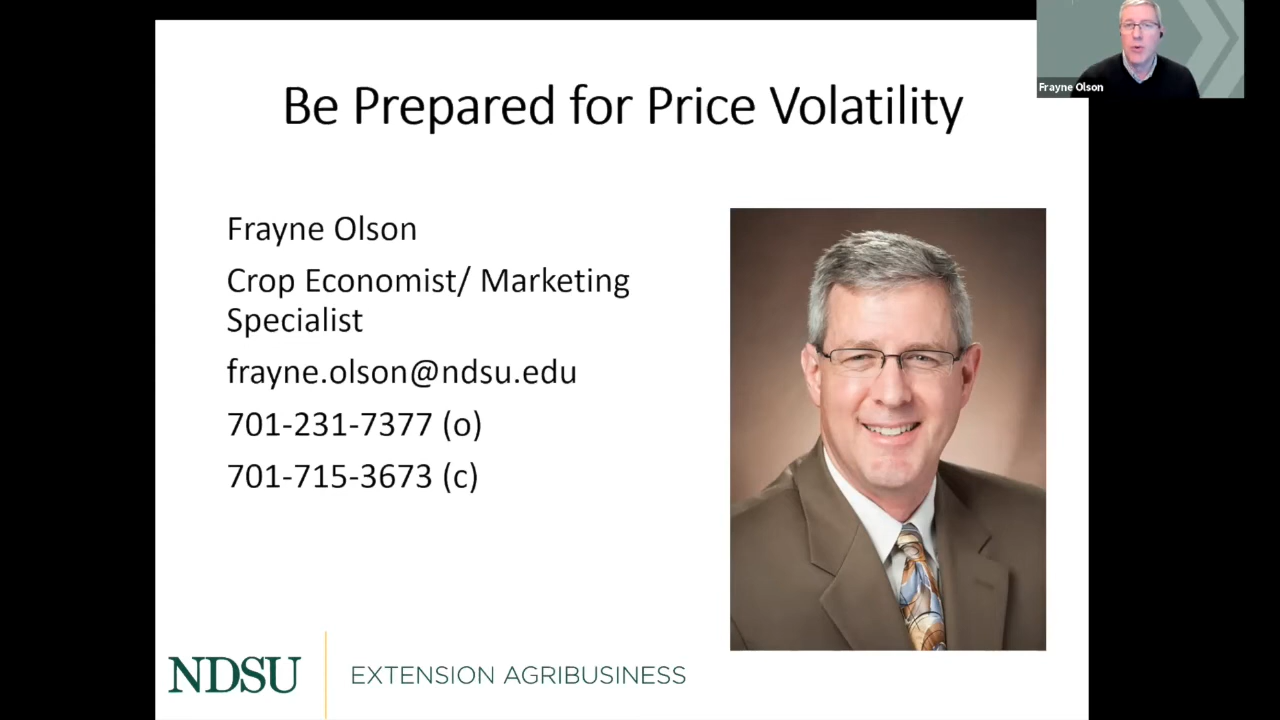 Be Prepared for Price Volatility
Frayne Olson
Frayne Olson
Crop Economist/ Marketing
Specialist
frayne.olson@ndsu.edu
701-231-7377 (o)
701-715-3673 (c)
NDSU
EXTENSION AGRIBUSINESS